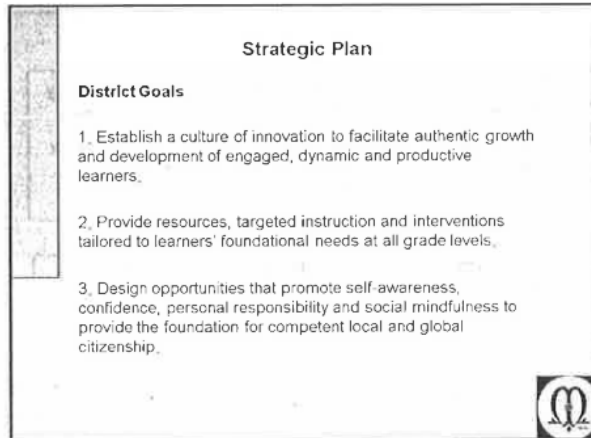 Strategic Plan
District Goals
1. Establish a culture of innovation to facilitate authentic growth
and development of engaged, dynamic and productive
learners.
2. Provide resources, targeted instruction and interventions
tailored to learners' foundational needs at all grade levels.
3. Design opportunities that promote self-awareness,
confidence, personal responsibility and social mindfulness to
provide the foundation for competent local and global
citizenship.
M